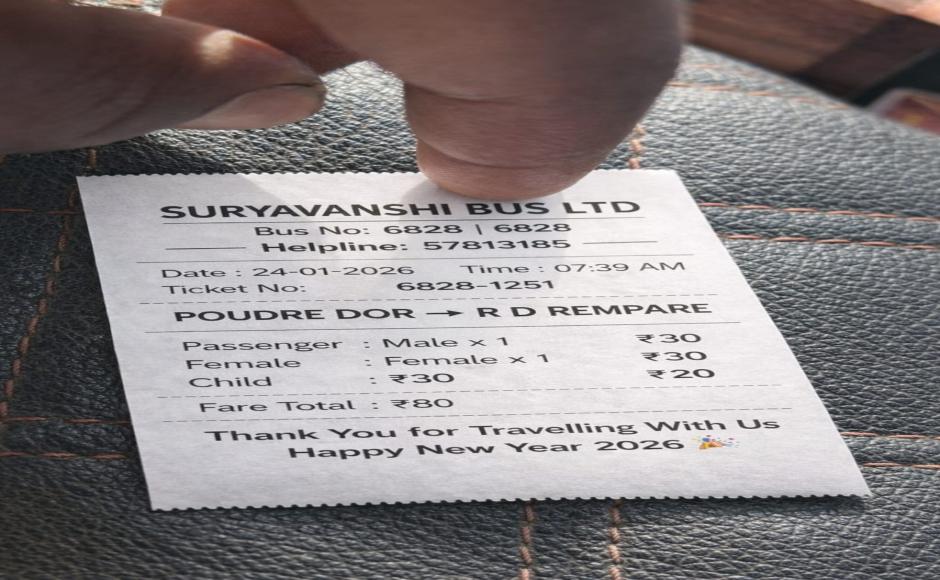 SURYAVANSHI BUS LTD
Bus No: 6828 | 6828
Helpline: 57813185
Date : 24-01-2026 Time : 07:39 AM
Ticket No: 6828-1251
POUDRE DOR → R D REMPARE
Passenger : Male x 1 ₹30
Female : Female x 1 ₹30
Child : ₹30 ₹20
Fare Total : ₹80
Thank You for Travelling With Us
Happy New Year 2026 🎉